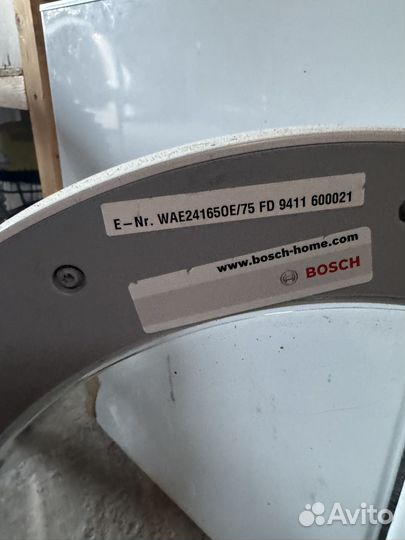 E-Nr. WAE24165OE/75 FD 9411 600021
www.bosch-home.com
BOSCH
Avito